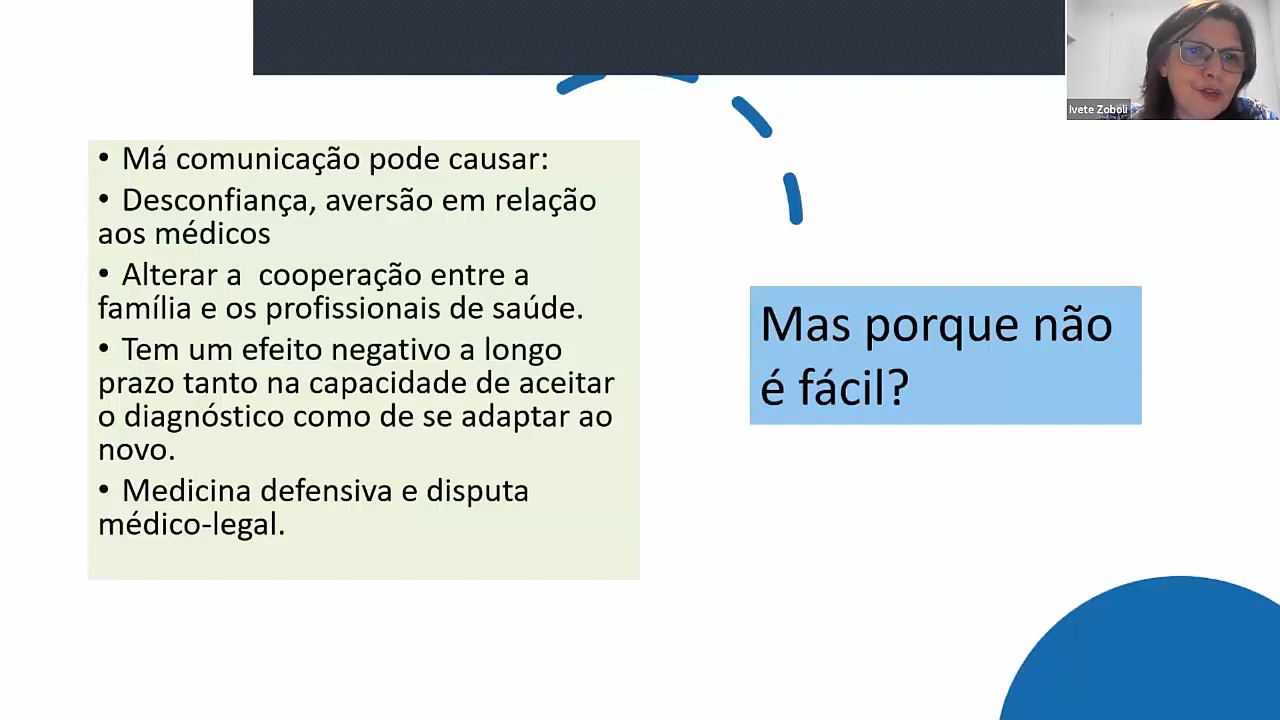 Ivete Zoboli
• Má comunicação pode causar:
• Desconfiança, aversão em relação
aos médicos
• Alterar a  cooperação entre a
família e os profissionais de saúde.
• Tem um efeito negativo a longo
prazo tanto na capacidade de aceitar
o diagnóstico como de se adaptar ao
novo.
• Medicina defensiva e disputa
médico-legal.
Mas porque não
é fácil?